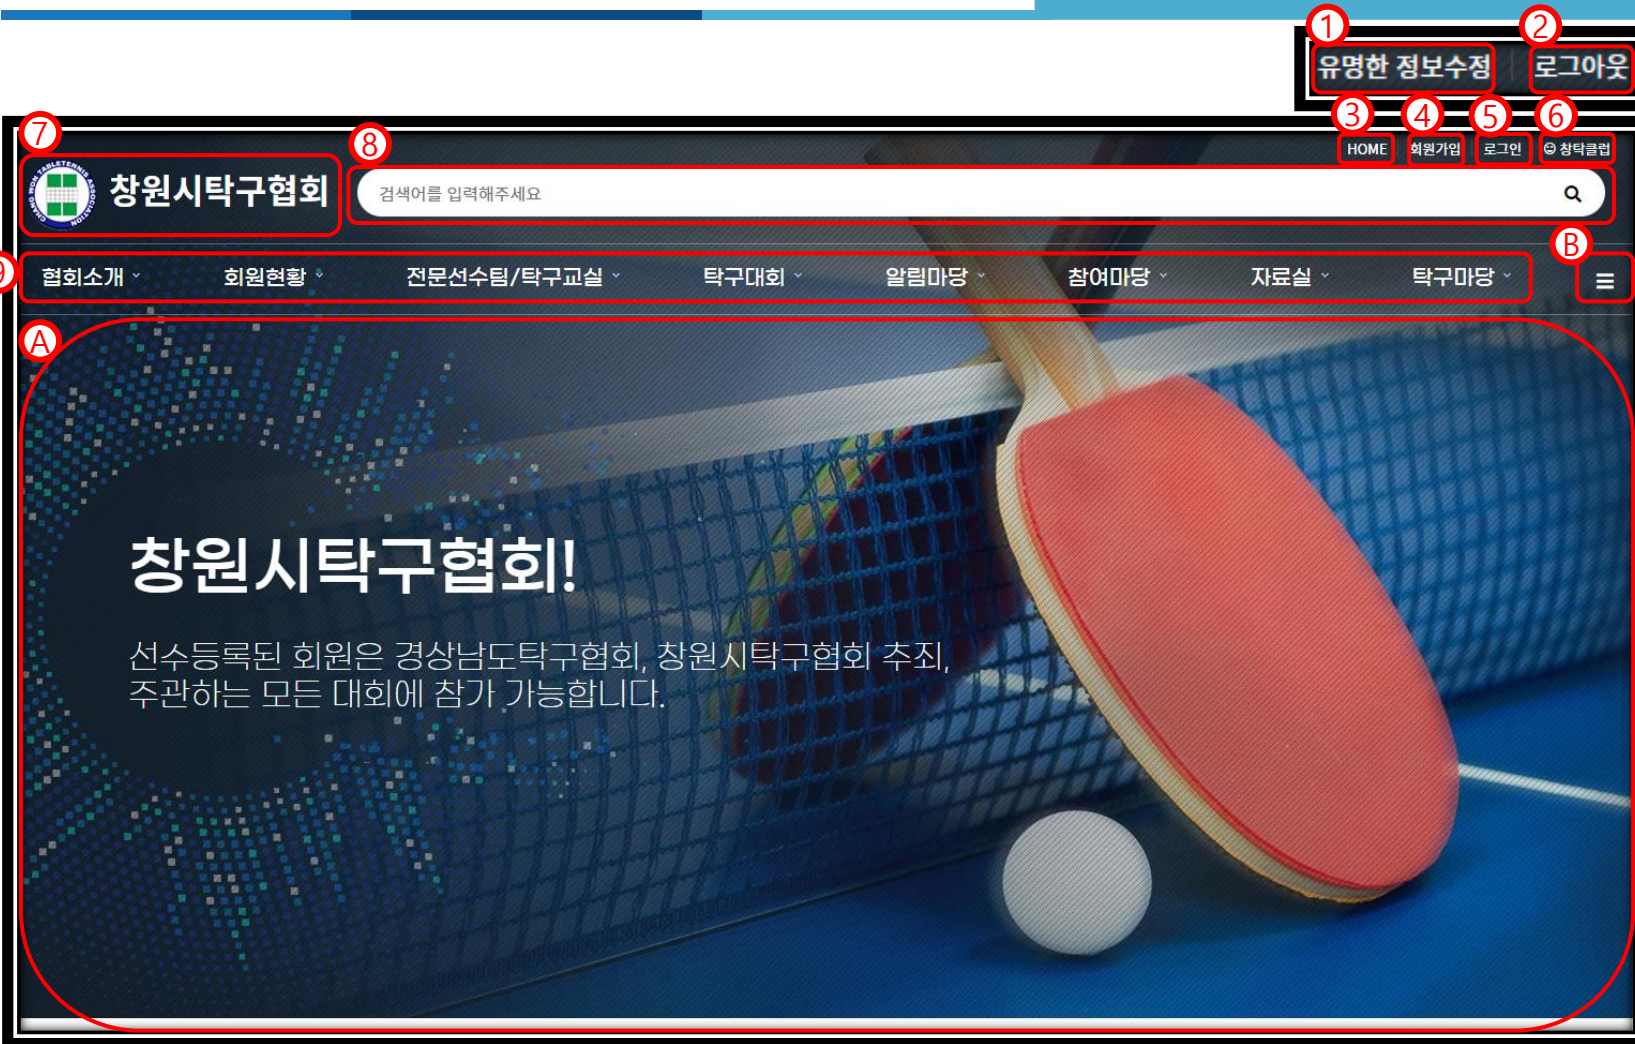 1 2
유명한 정보수정 로그아웃
3 4 5 6
HOME 회원가입 로그인 창탁클럽
7 8
CHANG WON TABLETENNIS ASSOCIATION
창원시탁구협회 검색어를 입력해주세요
9 B
협회소개 회원현황 전문선수팀/탁구교실 탁구대회 알림마당 참여마당 자료실 탁구마당
A
창원시탁구협회!
선수등록된 회원은 경상남도탁구협회, 창원시탁구협회 추최,
주관하는 모든 대회에 참가 가능합니다.